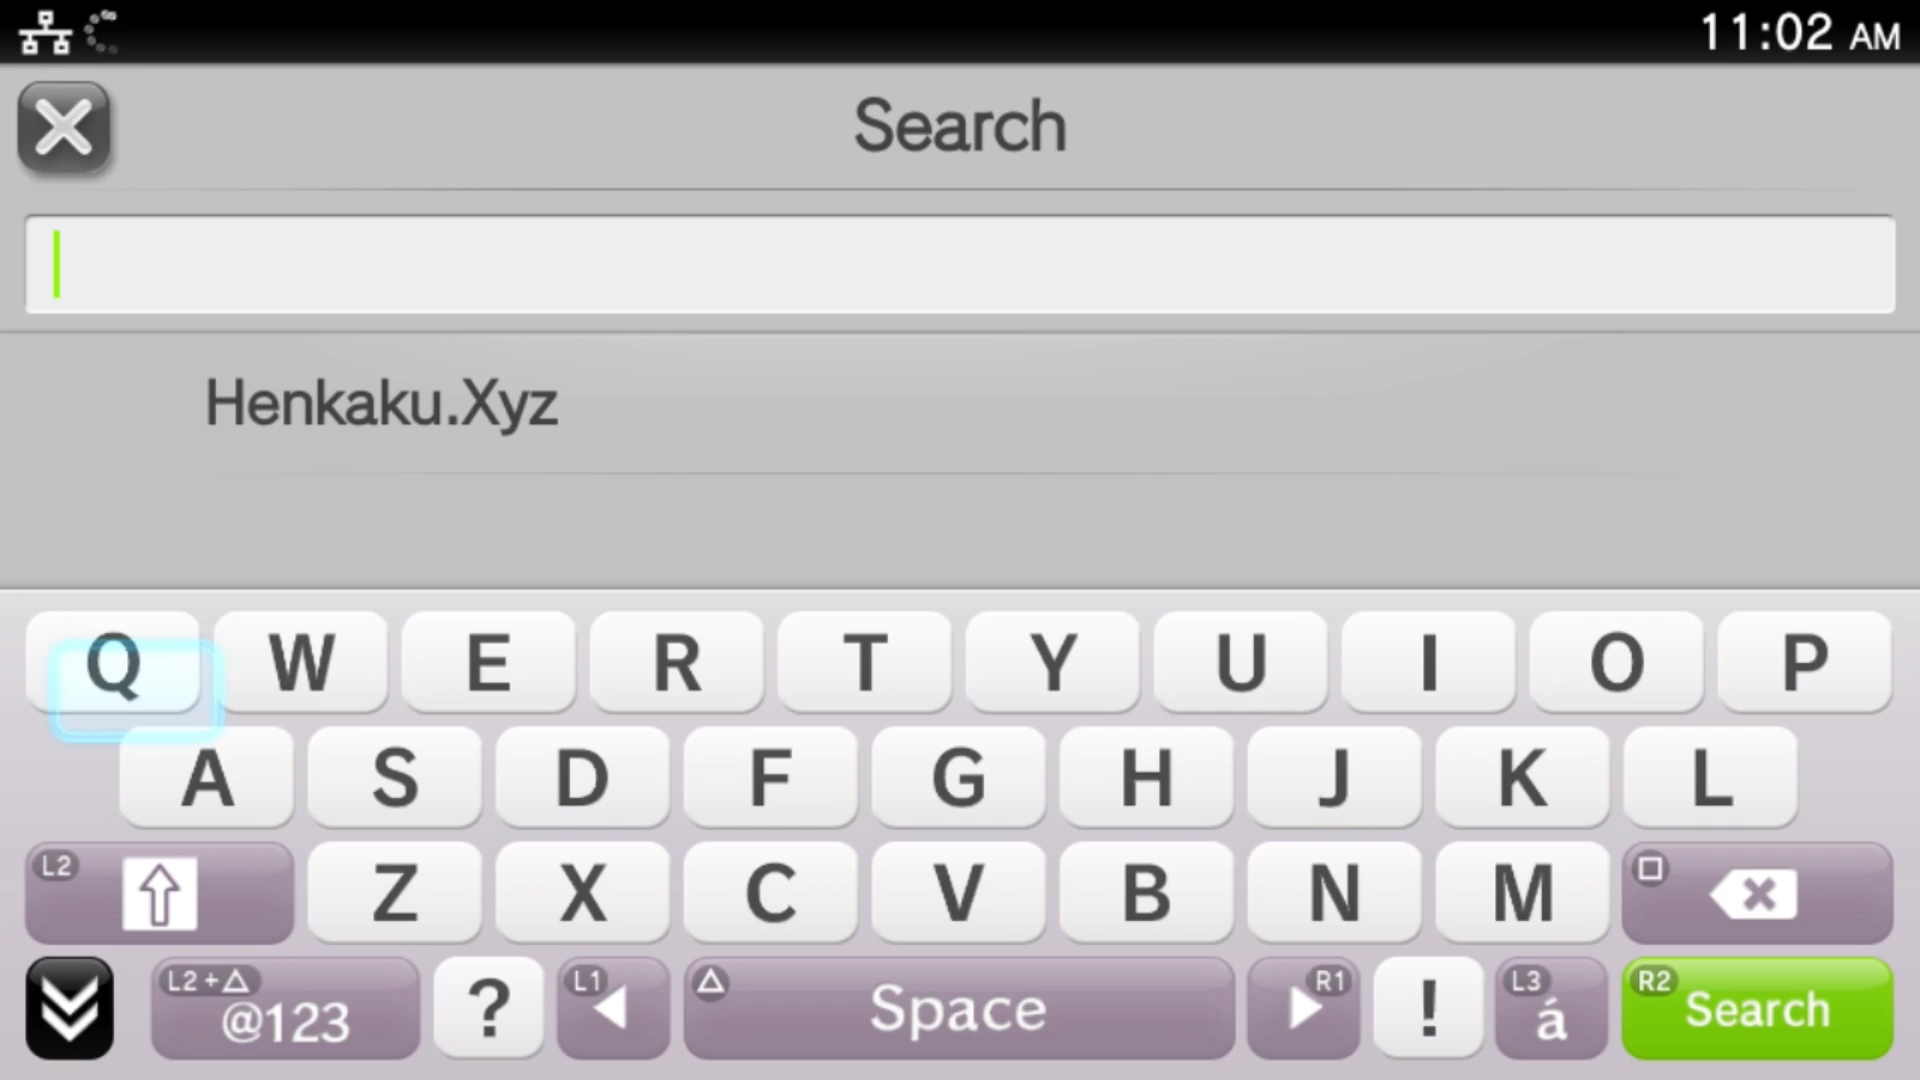 11:02 AM
Search
Henkaku.Xyz
Q W E R T Y U I O P
A S D F G H J K L
L2 Z X C V B N M
L2+△ @123 ? L1 △ Space R1 ! L3 á R2 Search